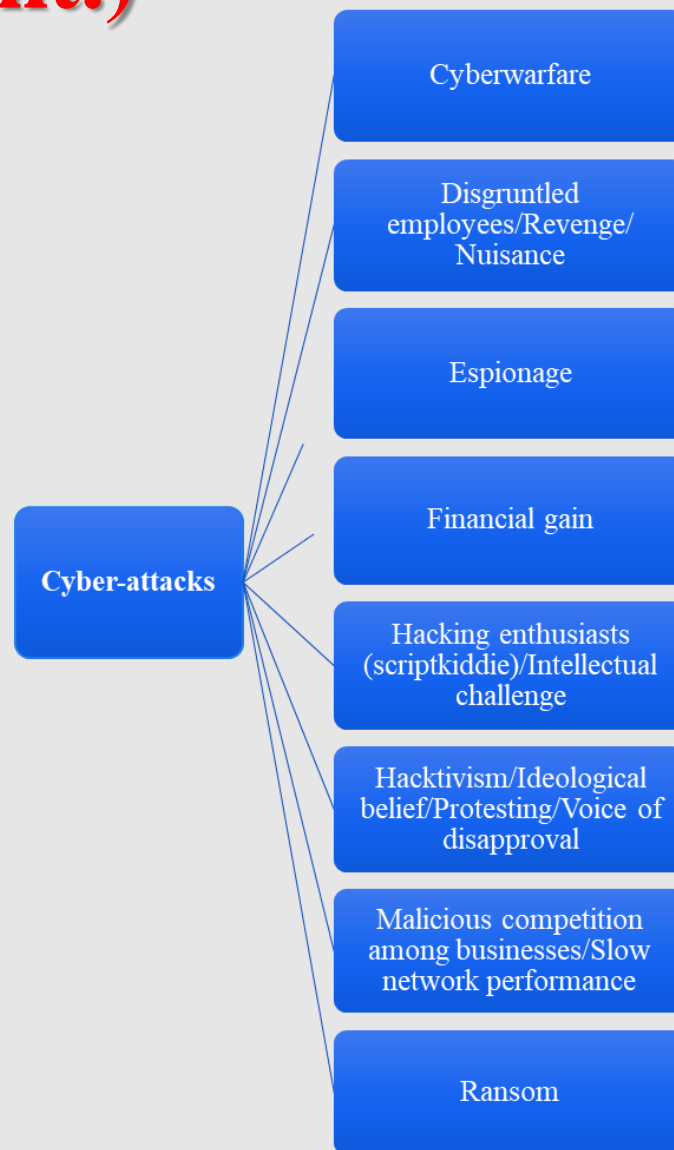 Cyberwarfare
Disgruntled
employees/Revenge/
Nuisance
Espionage
Financial gain
Cyber-attacks
Hacking enthusiasts
(scriptkiddie)/Intellectual
challenge
Hacktivism/Ideological
belief/Protesting/Voice of
disapproval
Malicious competition
among businesses/Slow
network performance
Ransom